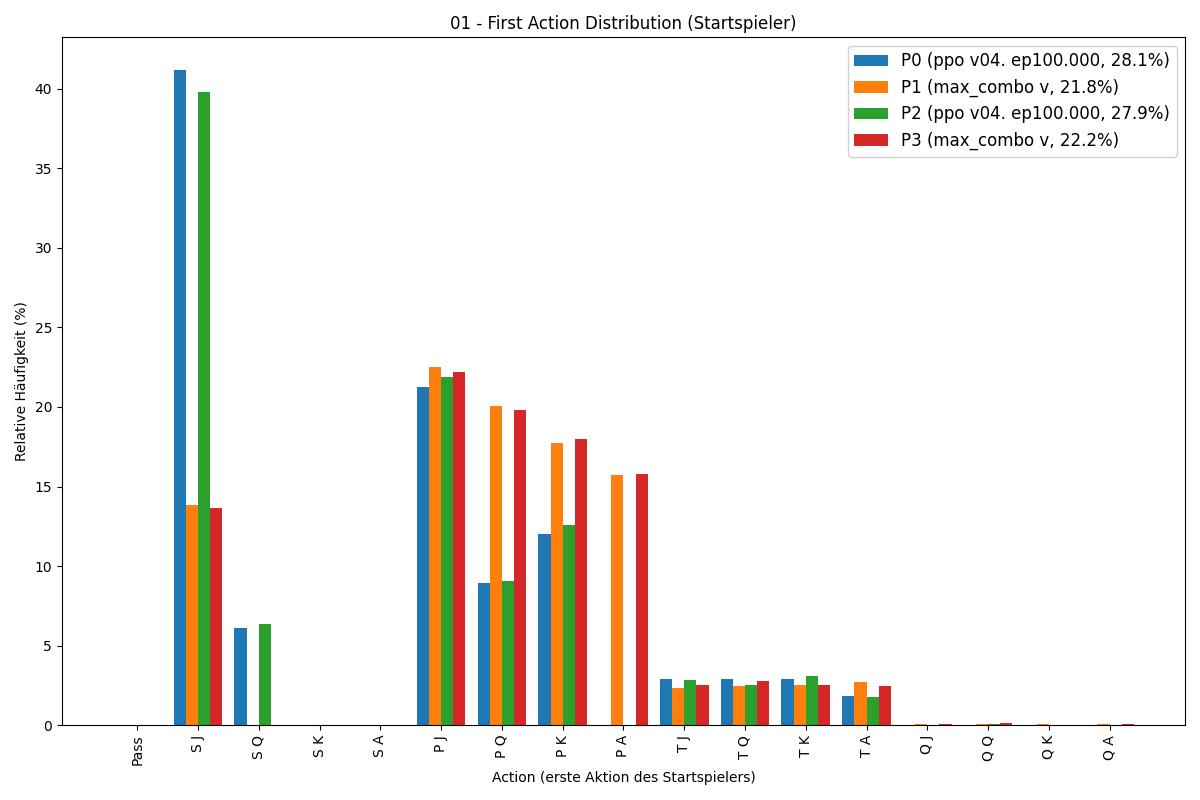 01 - First Action Distribution (Startspieler)
P0 (ppo v04. ep100.000, 28.1%)
P1 (max_combo v, 21.8%)
P2 (ppo v04. ep100.000, 27.9%)
P3 (max_combo v, 22.2%)
Relative Häufigkeit (%)
40
35
30
25
20
15
10
5
0
Pass
S J
S Q
S K
S A
P J
P Q
P K
P A
T J
T Q
T K
T A
Q J
Q Q
Q K
Q A
Action (erste Aktion des Startspielers)